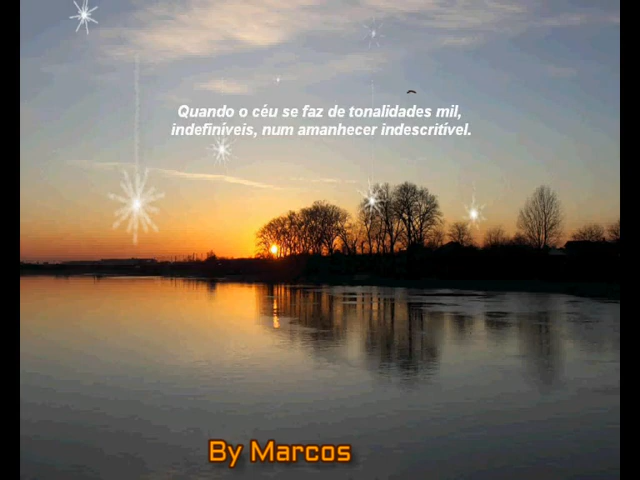 Quando o céu se faz de tonalidades mil,
indefiníveis, num amanhecer indescritível.
By Marcos